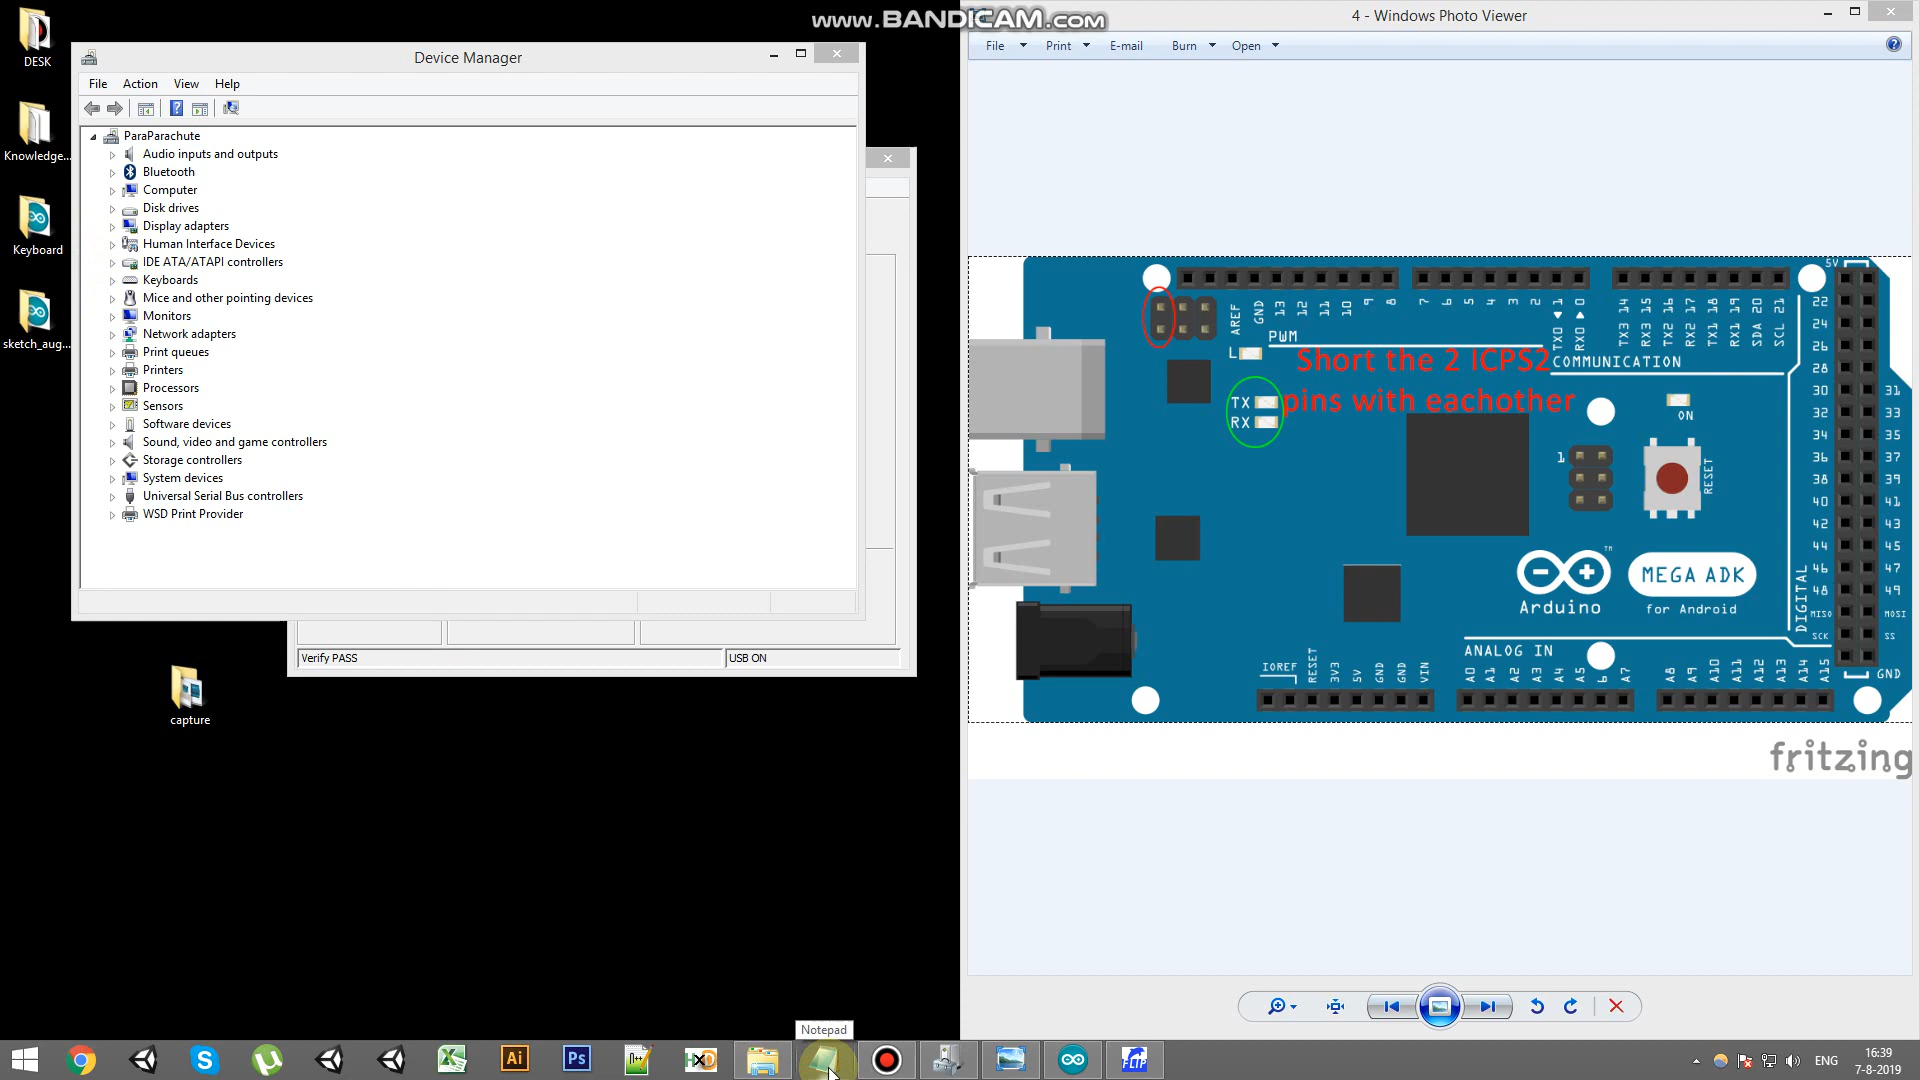 www.BANDICAM.com
DESK
Knowledge...
Keyboard
sketch_aug...
capture
Device Manager
File Action View Help
ParaParachute
Audio inputs and outputs
Bluetooth
Computer
Disk drives
Display adapters
Human Interface Devices
IDE ATA/ATAPI controllers
Keyboards
Mice and other pointing devices
Monitors
Network adapters
Print queues
Printers
Processors
Sensors
Software devices
Sound, video and game controllers
Storage controllers
System devices
Universal Serial Bus controllers
WSD Print Provider
Verify PASS USB ON
4 - Windows Photo Viewer
File Print E-mail Burn Open
AREF GND 13 12 11 10 9 8 7 6 5 4 3 2 TX0 1 RX0 0 TX3 14 RX3 15 TX2 16 RX2 17 TX1 18 RX1 19 SDA 20 SCL 21
5V
PWM
L
COMMUNICATION
Short the 2 ICPS2
pins with eachother
TX
RX
ON
1
RESET
22
24
26
28
30 31
32 33
34 35
36 37
38 39
40 41
42 43
44 45
46 47
48 49
MISO MOSI
SCK SS
GND
DIGITAL
Arduino
TM
MEGA ADK
for Android
ANALOG IN
IOREF RESET 3V3 5V GND GND VIN A0 A1 A2 A3 A4 A5 6 A7 A8 A9 A10 A11 A12 A13 A14 A15
fritzing
Notepad
Ai
Ps
HXD
FLIP
ENG
16:39
7-8-2019